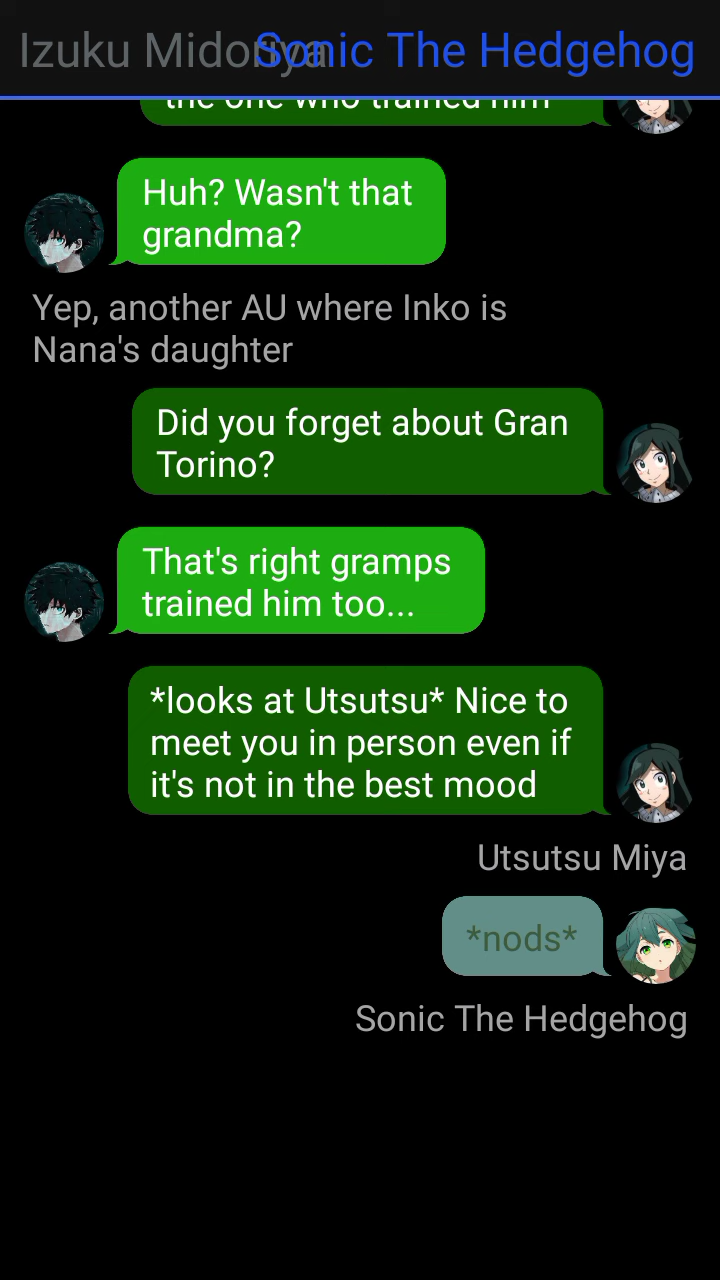 Izuku Midoriya
Sonic The Hedgehog
the one who trained him
Huh? Wasn't that
grandma?
Yep, another AU where Inko is
Nana's daughter
Did you forget about Gran
Torino?
That's right gramps
trained him too...
*looks at Utsutsu* Nice to
meet you in person even if
it's not in the best mood
Utsutsu Miya
*nods*
Sonic The Hedgehog